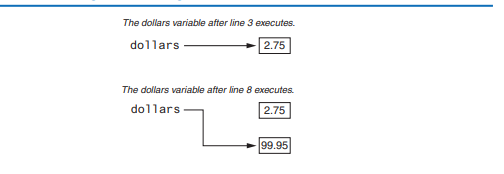 The dollars variable after line 3 executes.
dollars 2.75
The dollars variable after line 8 executes.
dollars 2.75
99.95